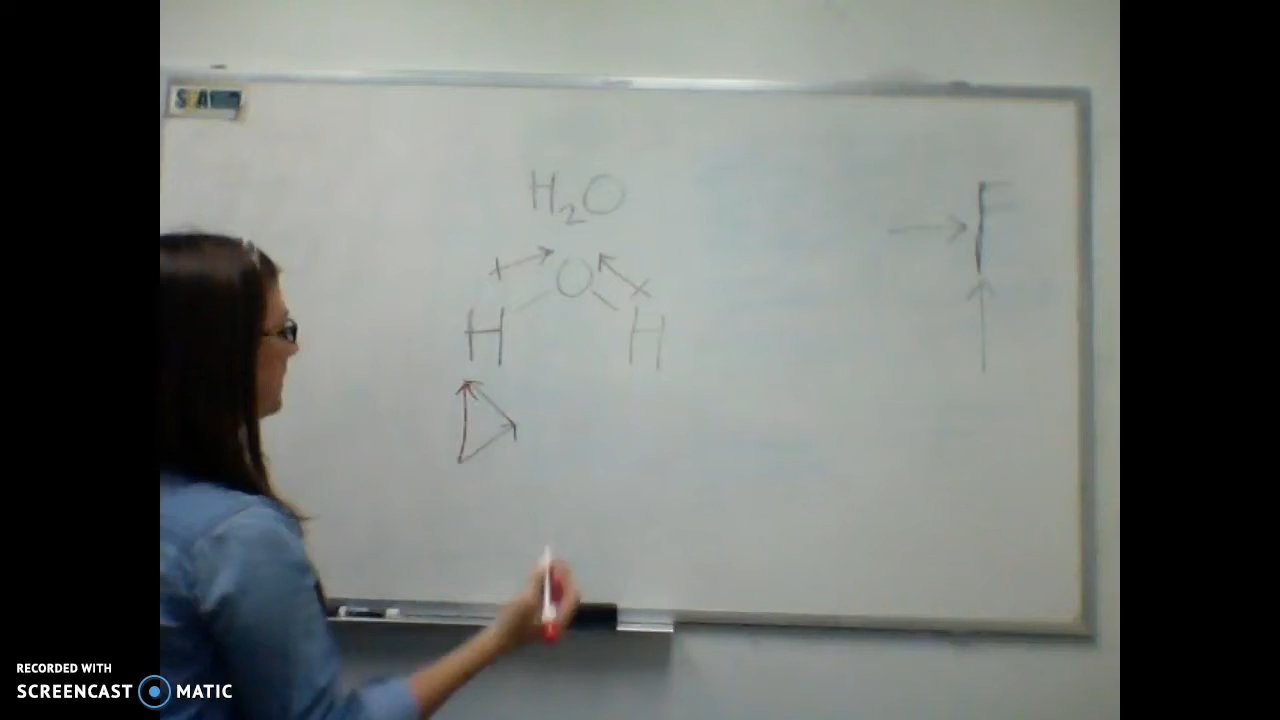 H₂O
O
H H
F
RECORDED WITH
SCREENCAST MATIC